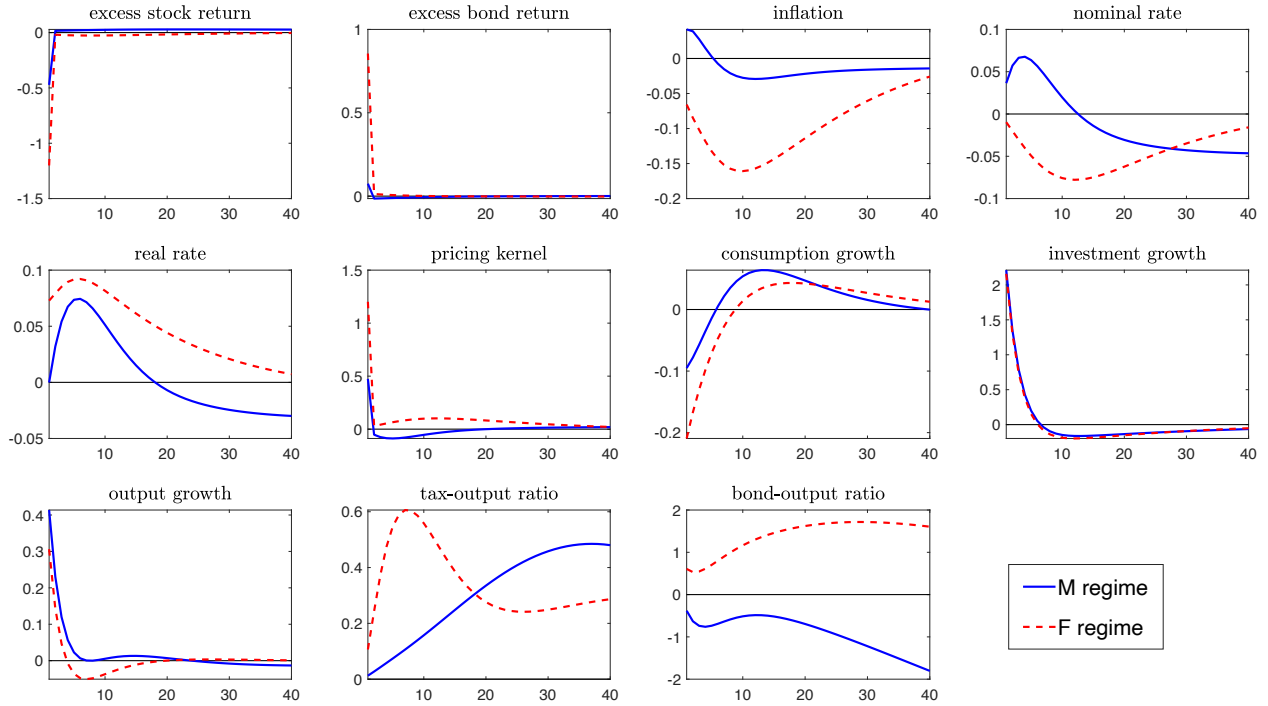 excess stock return
0
-0.5
-1
-1.5
10 20 30 40
excess bond return
1
0.5
0
10 20 30 40
inflation
0
-0.05
-0.1
-0.15
-0.2
10 20 30 40
nominal rate
0.1
0.05
0
-0.05
-0.1
10 20 30 40
real rate
0.1
0.05
0
-0.05
10 20 30 40
pricing kernel
1.5
1
0.5
0
10 20 30 40
consumption growth
0
-0.1
-0.2
10 20 30 40
investment growth
2
1.5
1
0.5
0
10 20 30 40
output growth
0.4
0.3
0.2
0.1
0
10 20 30 40
tax-output ratio
0.6
0.4
0.2
0
10 20 30 40
bond-output ratio
2
1
0
-1
-2
10 20 30 40
M regime
F regime